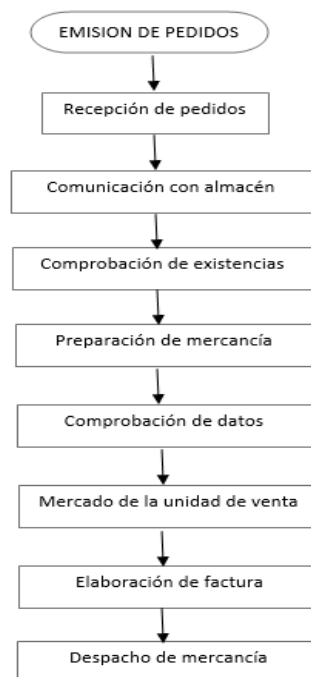 EMISION DE PEDIDOS
Recepción de pedidos
Comunicación con almacén
Comprobación de existencias
Preparación de mercancía
Comprobación de datos
Mercado de la unidad de venta
Elaboración de factura
Despacho de mercancía